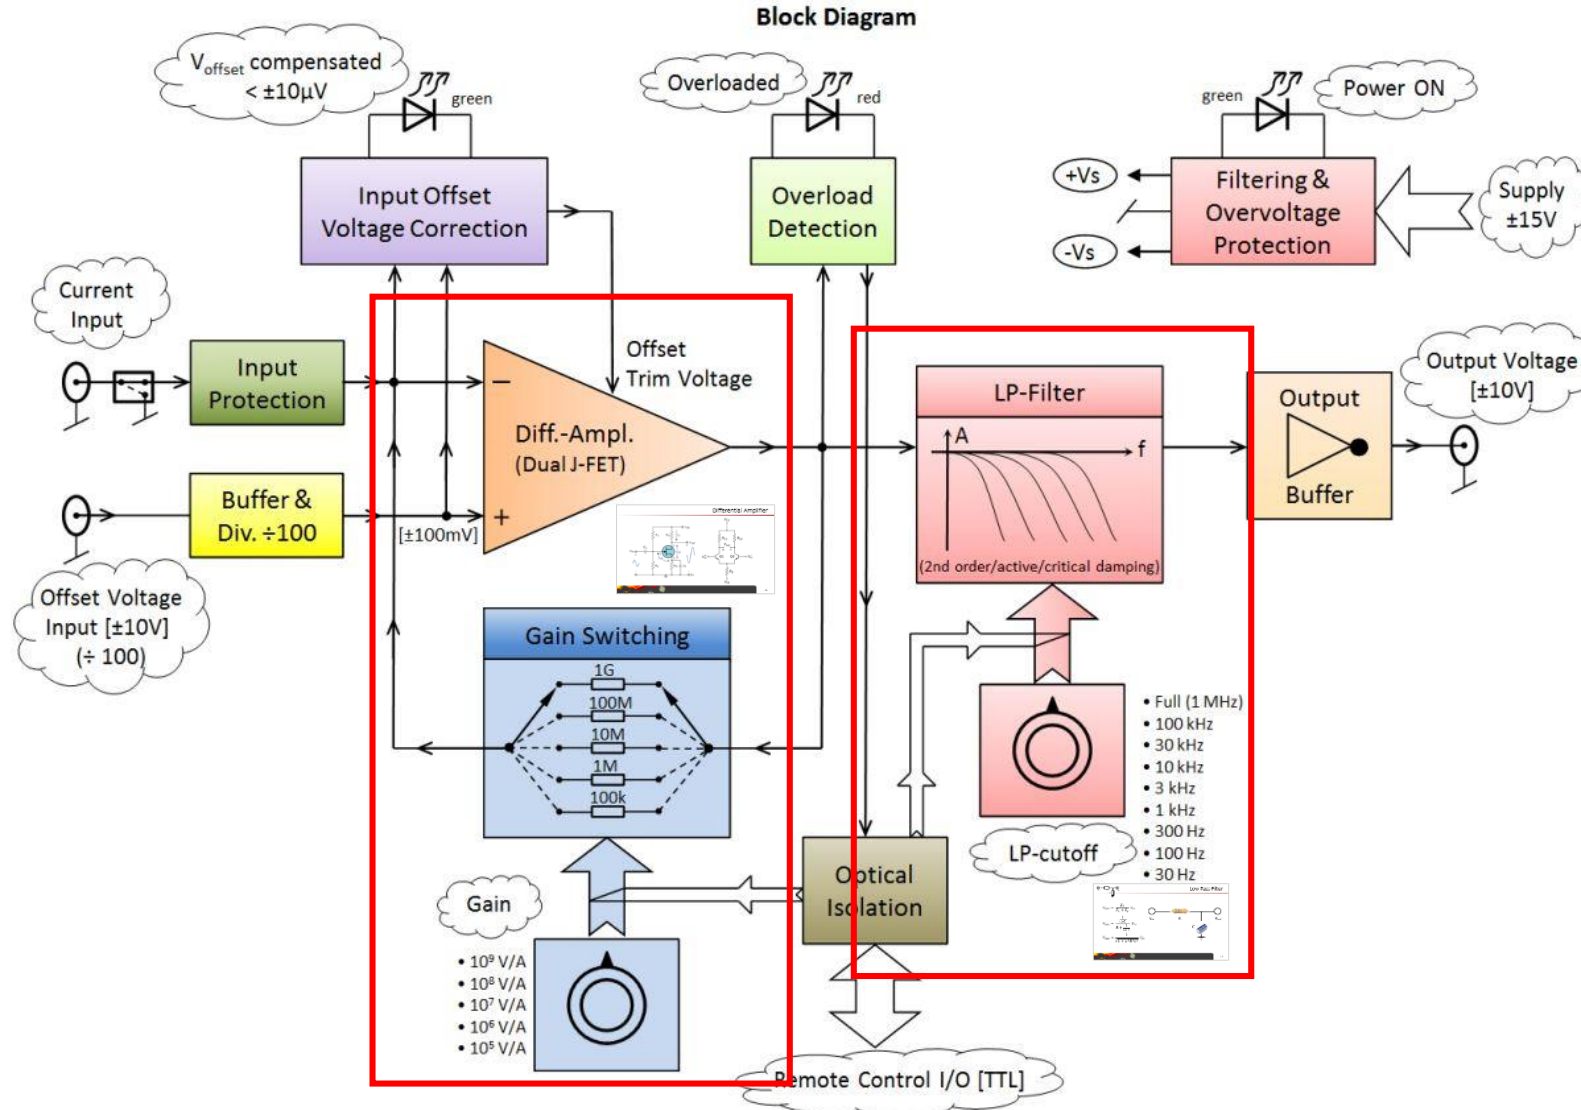 Block Diagram
Voffset compensated
< ±10µV
green
Overloaded
red
green
Power ON
Input Offset
Voltage Correction
Overload
Detection
+Vs
-Vs
Filtering &
Overvoltage
Protection
Supply
±15V
Current
Input
Input
Protection
Offset
Trim Voltage
−
Diff.-Ampl.
(Dual J-FET)
+
LP-Filter
A
f
(2nd order/active/critical damping)
Output
Buffer
Output Voltage
[±10V]
Buffer &
Div. ÷100
[±100mV]
Offset Voltage
Input [±10V]
(÷ 100)
Differential Amplifier
Gain Switching
1G
100M
10M
1M
100k
• Full (1 MHz)
• 100 kHz
• 30 kHz
• 10 kHz
• 3 kHz
• 1 kHz
• 300 Hz
• 100 Hz
• 30 Hz
LP-cutoff
Low Pass Filter
Optical
Isolation
Gain
• 10⁹ V/A
• 10⁸ V/A
• 10⁷ V/A
• 10⁶ V/A
• 10⁵ V/A
Remote Control I/O [TTL]